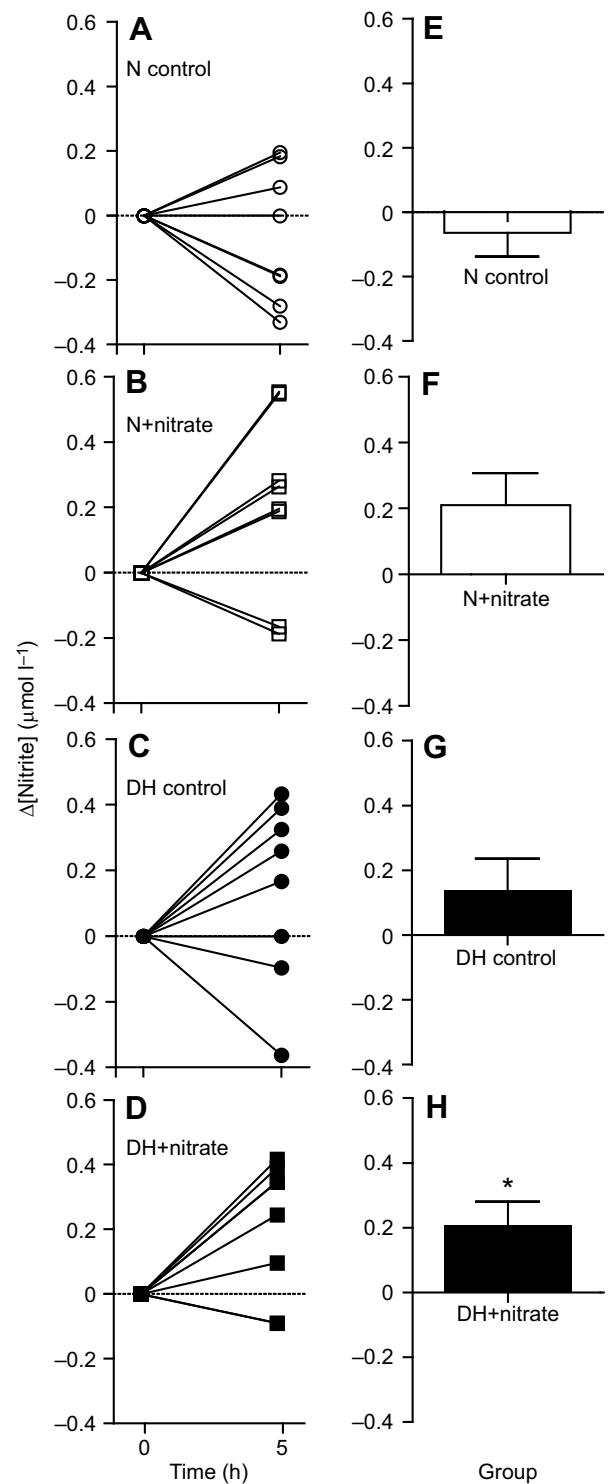 Δ[Nitrite] (μmol l⁻¹)
A
N control
0.6
0.4
0.2
0
–0.2
–0.4
E
0.6
0.4
0.2
0
–0.2
–0.4
N control
B
N+nitrate
0.6
0.4
0.2
0
–0.2
–0.4
F
0.6
0.4
0.2
0
–0.2
–0.4
N+nitrate
C
DH control
0.6
0.4
0.2
0
–0.2
–0.4
G
0.6
0.4
0.2
0
–0.2
–0.4
DH control
D
DH+nitrate
0.6
0.4
0.2
0
–0.2
–0.4
0 5
Time (h)
H
0.6
0.4
0.2
0
–0.2
–0.4
*
DH+nitrate
Group